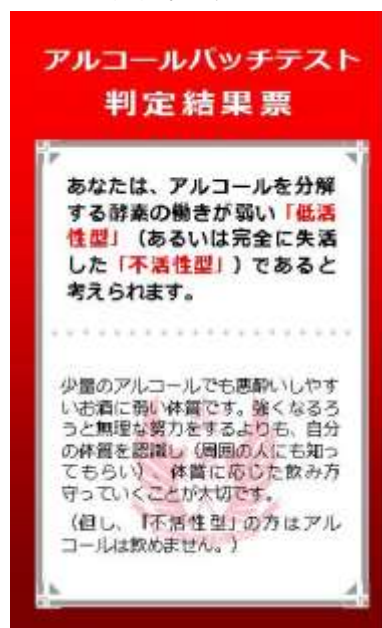 アルコールパッチテスト
判定結果票
あなたは、アルコールを分解
する酵素の働きが弱い「低活
性型」（あるいは完全に失活
した「不活性型」）であると
考えられます。
少量のアルコールでも悪酔いしやす
いお酒に弱い体質です。強くなるろ
うと無理な努力をするよりも、自分
の体質を認識し（周囲の人にも知っ
てもらい）、体質に応じた飲み方
守っていくことが大切です。
（但し、『不活性型」の方はアル
コールは飲めません。）